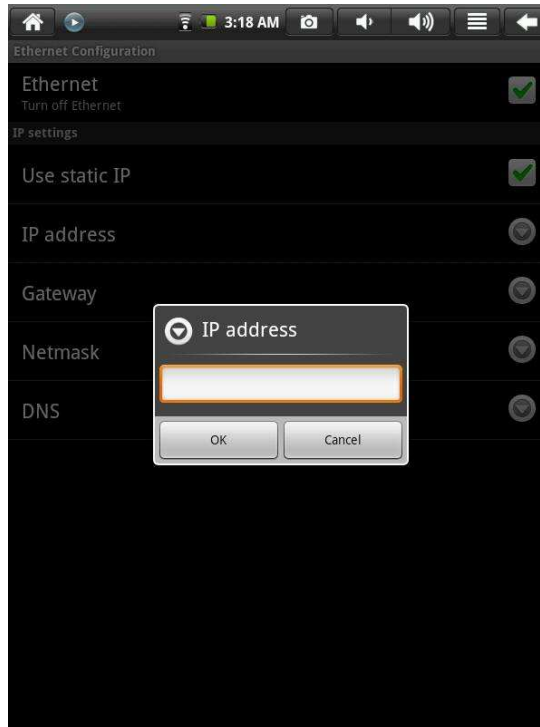 3:18 AM
Ethernet Configuration
Ethernet
Turn off Ethernet
IP settings
Use static IP
IP address
Gateway
Netmask
DNS
IP address
OK
Cancel